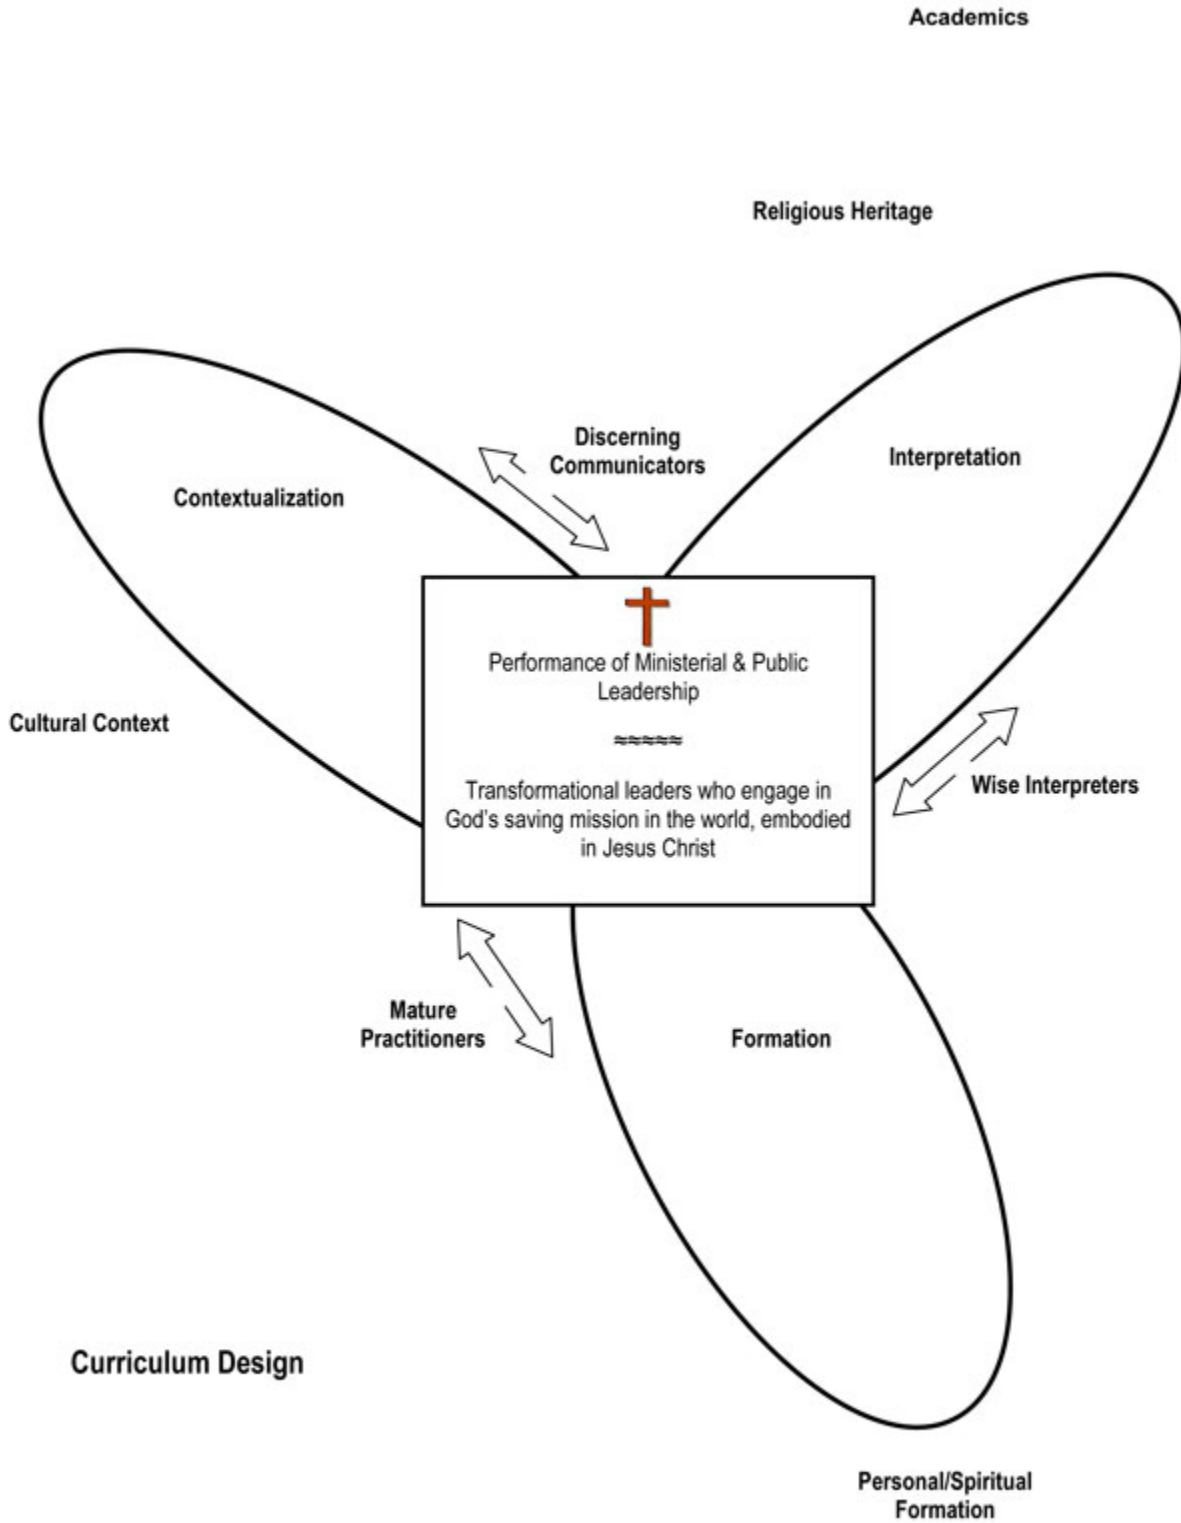 Academics
Religious Heritage
Discerning
Communicators
Interpretation
Contextualization
Performance of Ministerial & Public
Leadership
≈≈≈≈≈
Cultural Context
Transformational leaders who engage in
God's saving mission in the world, embodied
in Jesus Christ
Wise Interpreters
Mature
Practitioners
Formation
Curriculum Design
Personal/Spiritual
Formation